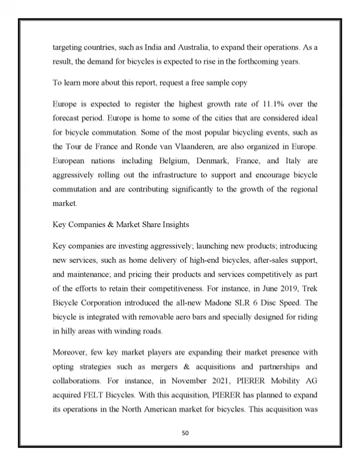 targeting countries, such as India and Australia, to expand their operations. As a
result, the demand for bicycles is expected to rise in the forthcoming years.
To learn more about this report, request a free sample copy
Europe is expected to register the highest growth rate of 11.1% over the
forecast period. Europe is home to some of the cities that are considered ideal
for bicycle commutation. Some of the most popular bicycling events, such as
the Tour de France and Ronde van Vlaanderen, are also organized in Europe.
European nations including Belgium, Denmark, France, and Italy are
aggressively rolling out the infrastructure to support and encourage bicycle
commutation and are contributing significantly to the growth of the regional
market.
Key Companies & Market Share Insights
Key companies are investing aggressively; launching new products; introducing
new services, such as home delivery of high-end bicycles, after-sales support,
and maintenance; and pricing their products and services competitively as part
of the efforts to retain their competitiveness. For instance, in June 2019, Trek
Bicycle Corporation introduced the all-new Madone SLR 6 Disc Speed. The
bicycle is integrated with removable aero bars and specially designed for riding
in hilly areas with winding roads.
Moreover, few key market players are expanding their market presence with
opting strategies such as mergers & acquisitions and partnerships and
collaborations. For instance, in November 2021, PIERER Mobility AG
acquired FELT Bicycles. With this acquisition, PIERER has planned to expand
its operations in the North American market for bicycles. This acquisition was
50